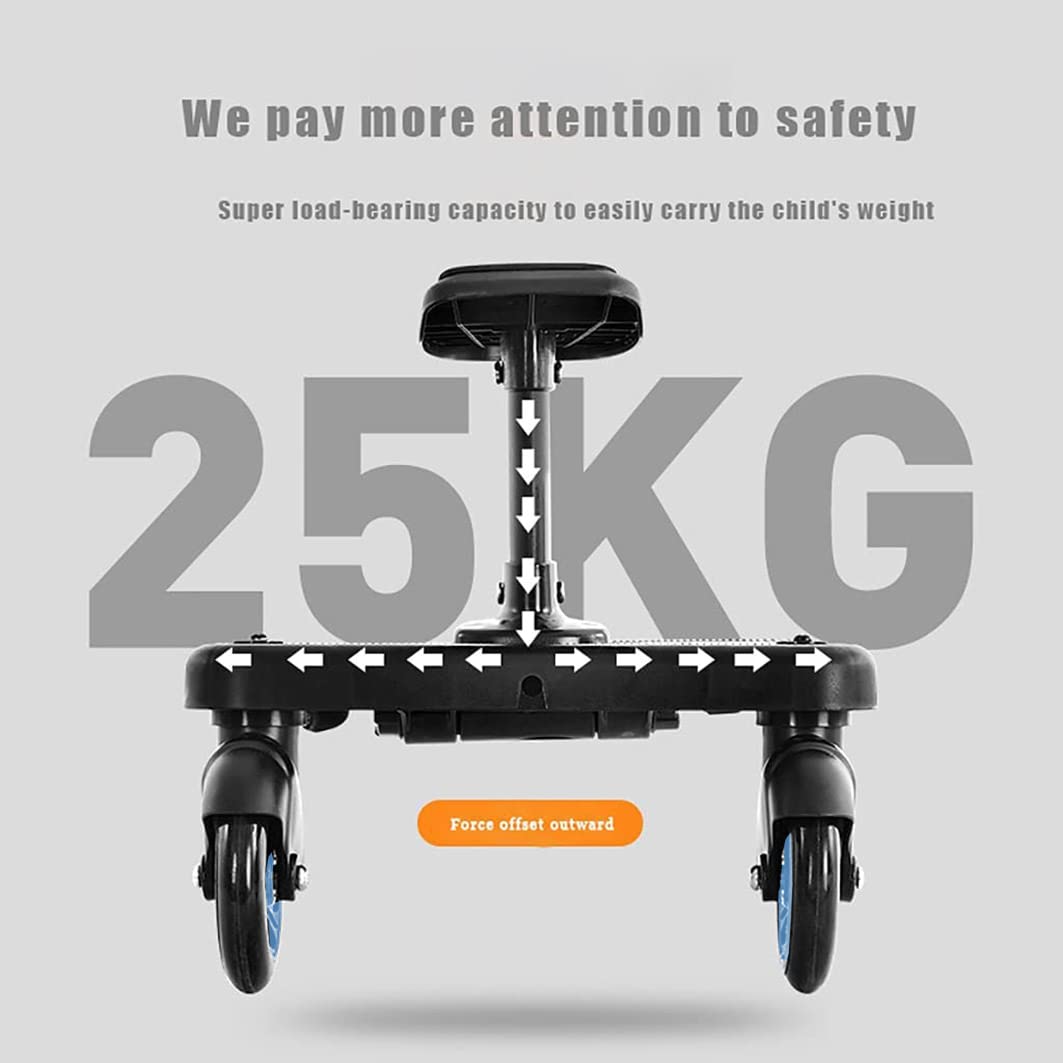 We pay more attention to safety
Super load-bearing capacity to easily carry the child's weight
25KG
Force offset outward